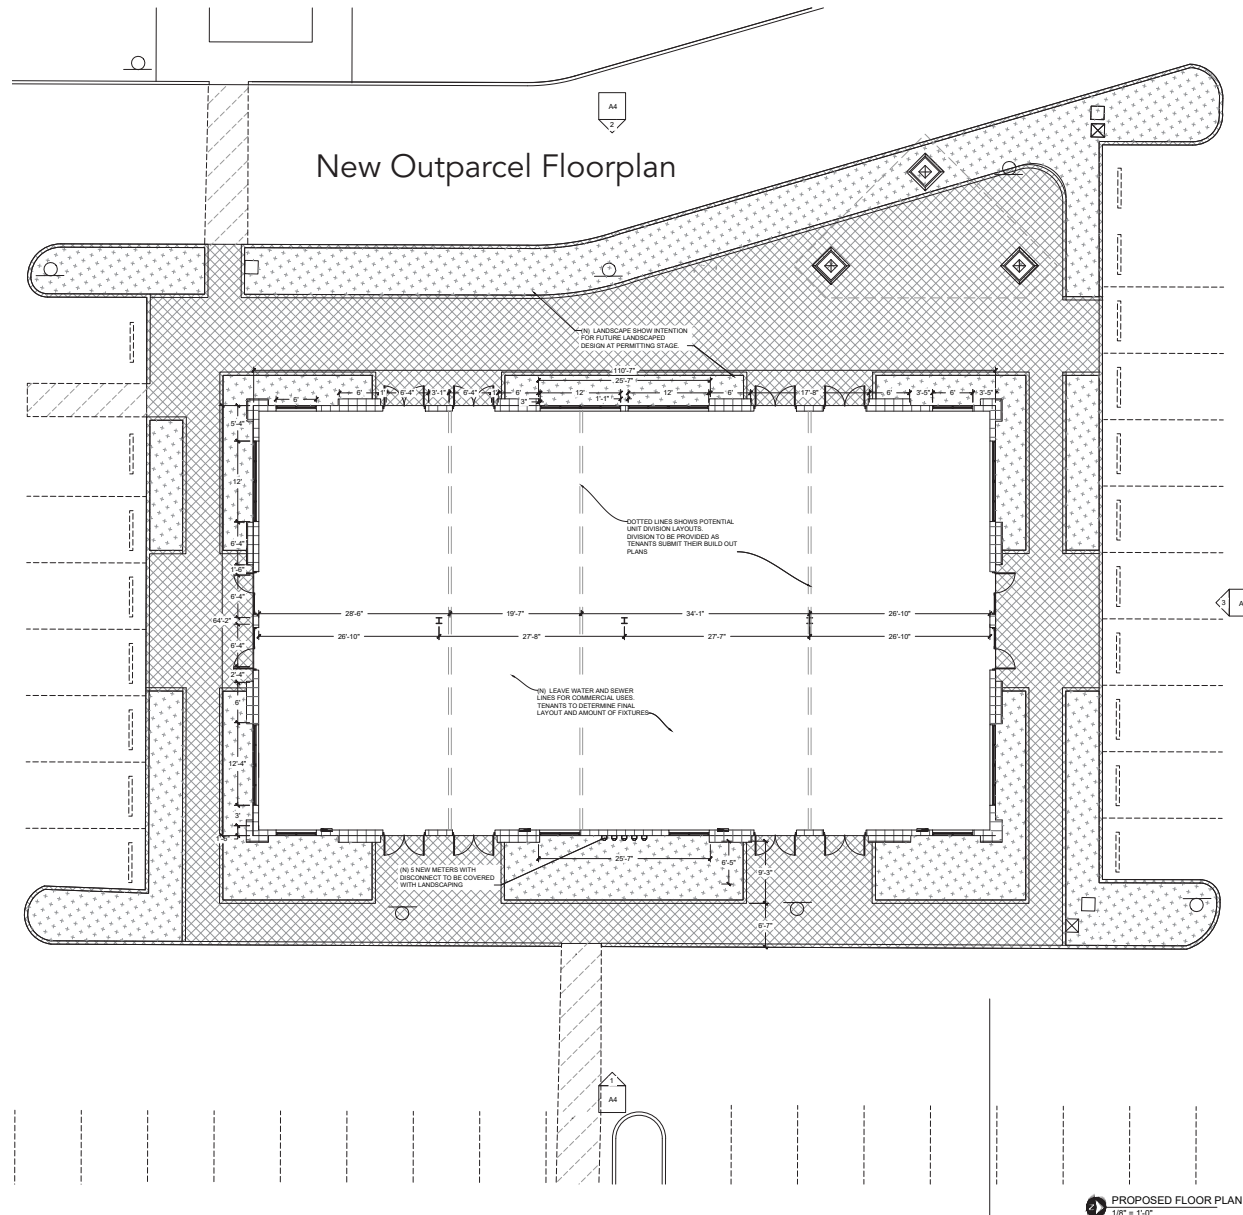 A4
2
New Outparcel Floorplan
(N) LANDSCAPE SHOW INTENTION
FOR FUTURE LANDSCAPED
DESIGN AT PERMITTING STAGE.
110'-7"
25'-7"
6'
6'
1'
6'-4"
3'-1"
6'-4"
1'
6'
3"
12'
1'-1"
12'
6'
17'-8"
6'
3'-5"
6'
3'-5"
5'-4"
12'
6'-4"
1'-6"
6'-4"
64'-2"
6'-4"
2'-4"
6'
12'-4"
3'
DOTTED LINES SHOWS POTENTIAL
UNIT DIVISION LAYOUTS.
DIVISION TO BE PROVIDED AS
TENANTS SUBMIT THEIR BUILD OUT
PLANS
28'-6"
19'-7"
34'-1"
26'-10"
26'-10"
27'-8"
27'-7"
26'-10"
3
A
(N) LEAVE WATER AND SEWER
LINES FOR COMMERCIAL USES.
TENANTS TO DETERMINE FINAL
LAYOUT AND AMOUNT OF FIXTURES
(N) 5 NEW METERS WITH
DISCONNECT TO BE COVERED
WITH LANDSCAPING
25'-7"
6'-5"
9'-3"
6'-7"
1
A4
PROPOSED FLOOR PLAN
1/8" = 1'-0"